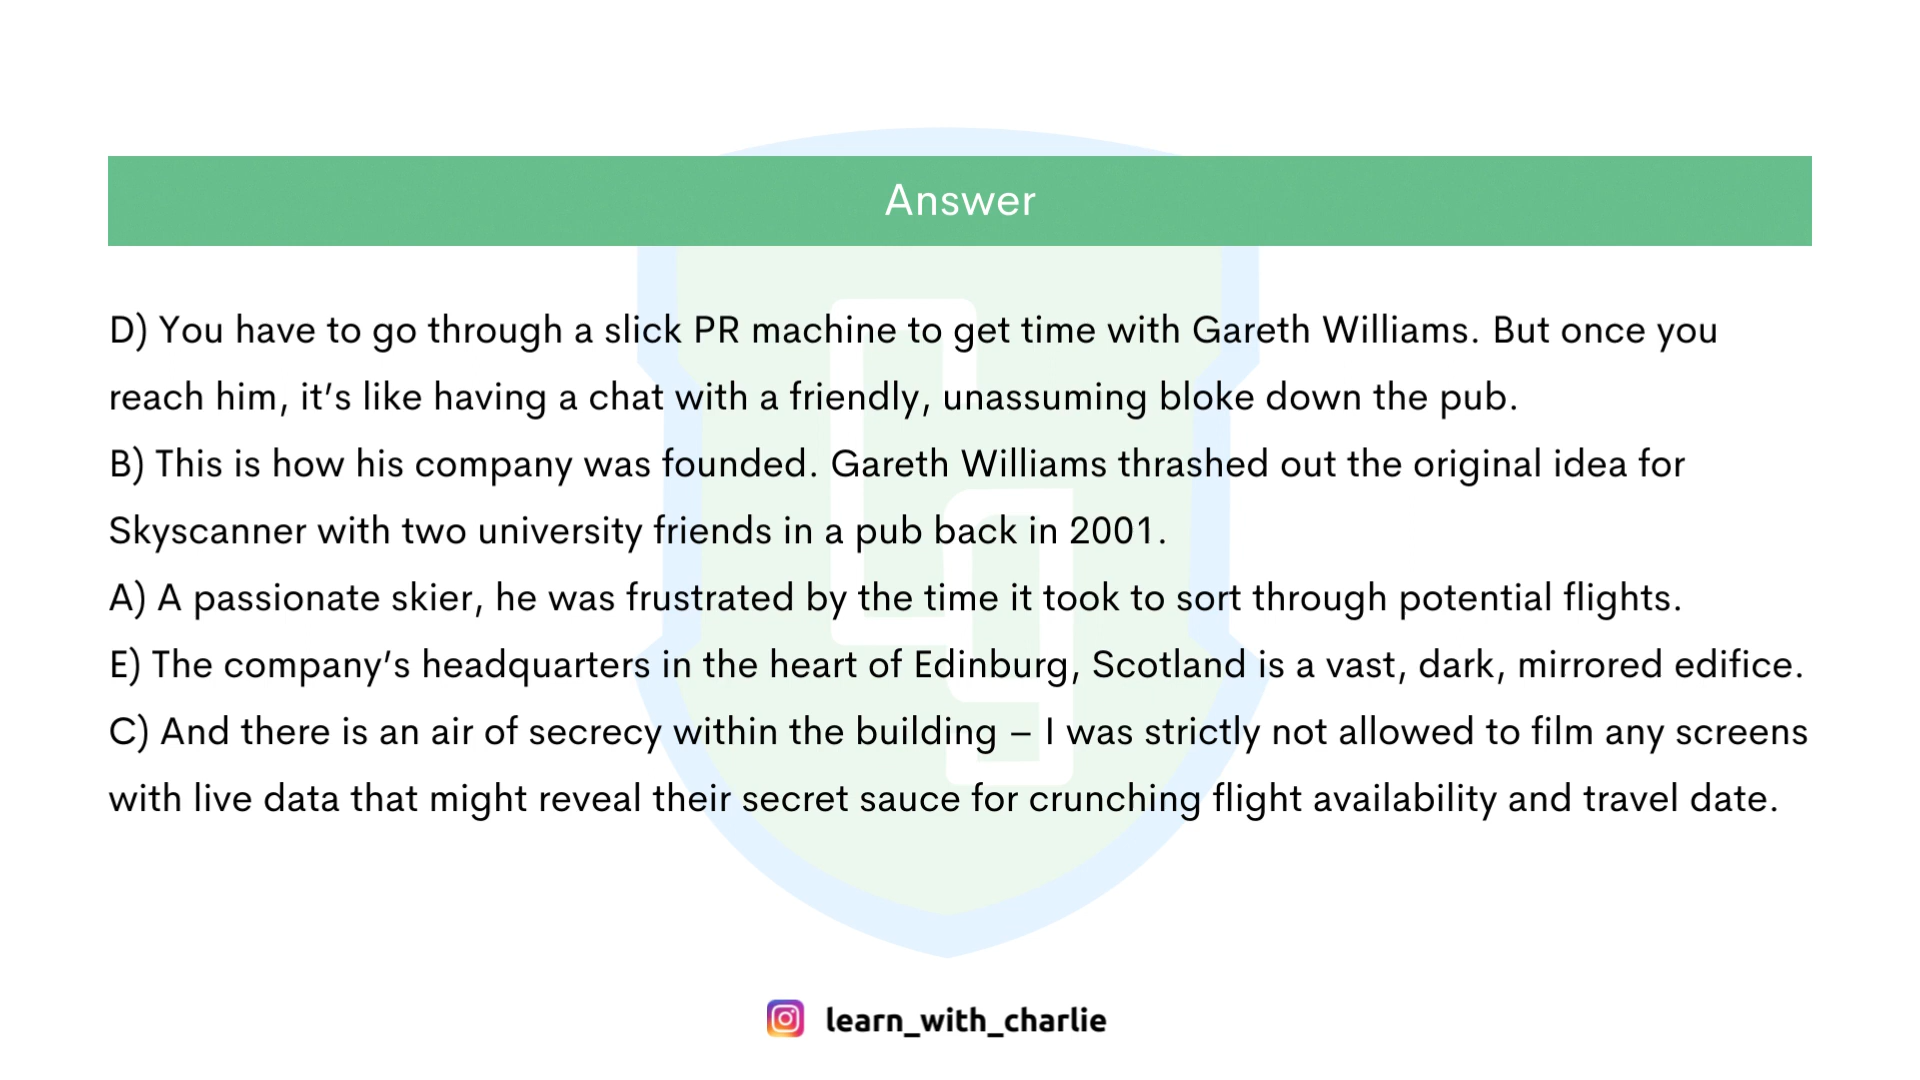 Answer
D) You have to go through a slick PR machine to get time with Gareth Williams. But once you
reach him, it’s like having a chat with a friendly, unassuming bloke down the pub.
B) This is how his company was founded. Gareth Williams thrashed out the original idea for
Skyscanner with two university friends in a pub back in 2001.
A) A passionate skier, he was frustrated by the time it took to sort through potential flights.
E) The company’s headquarters in the heart of Edinburg, Scotland is a vast, dark, mirrored edifice.
C) And there is an air of secrecy within the building – I was strictly not allowed to film any screens
with live data that might reveal their secret sauce for crunching flight availability and travel date.
learn_with_charlie